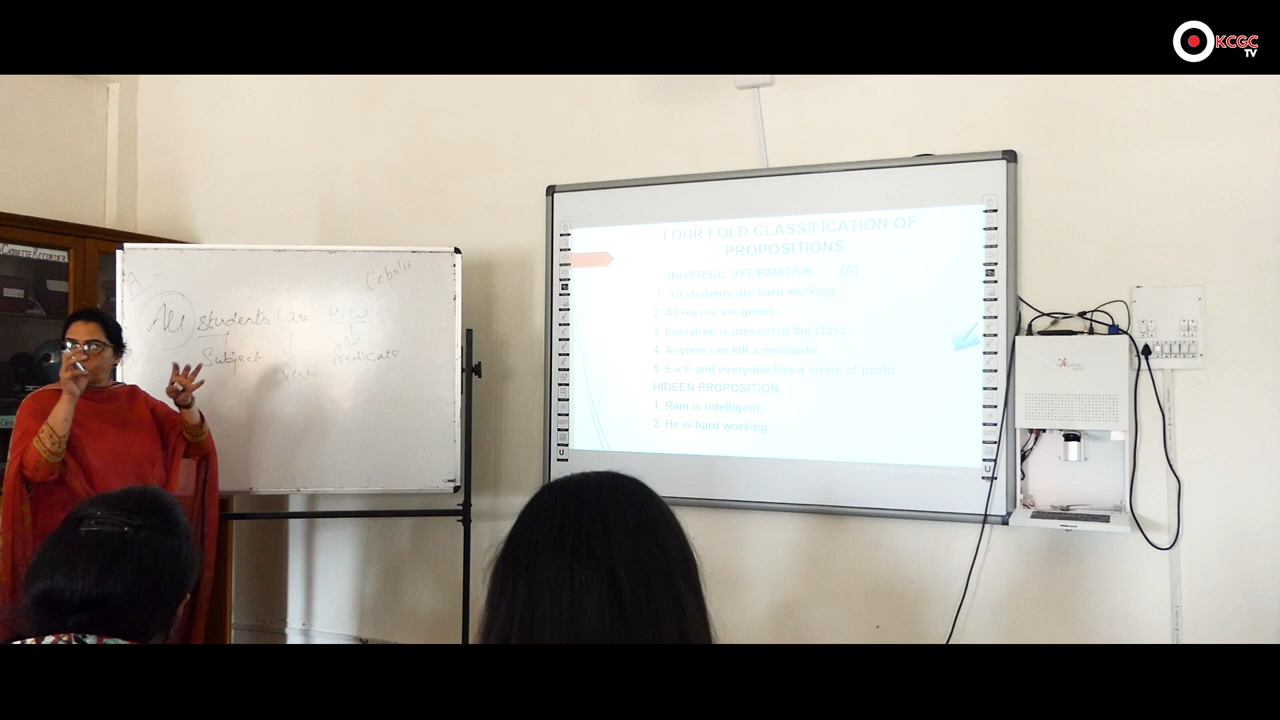 KCGC
TV
CASSETTE RECORDER
Copula
All students are H.W
Subject Verb Predicate
FOUR FOLD CLASSIFICATION OF
PROPOSITIONS
UNIVERSAL AFFIRMATIVE (A)
1. All students are hard working.
2. All leaves are green.
3. Everyone is present in the class.
4. Anyone can kill a mosquito.
5. Each and everyone has a share of profit.
HIDEEN PROPOSITION
1. Ram is intelligent.
2. He is hard working.